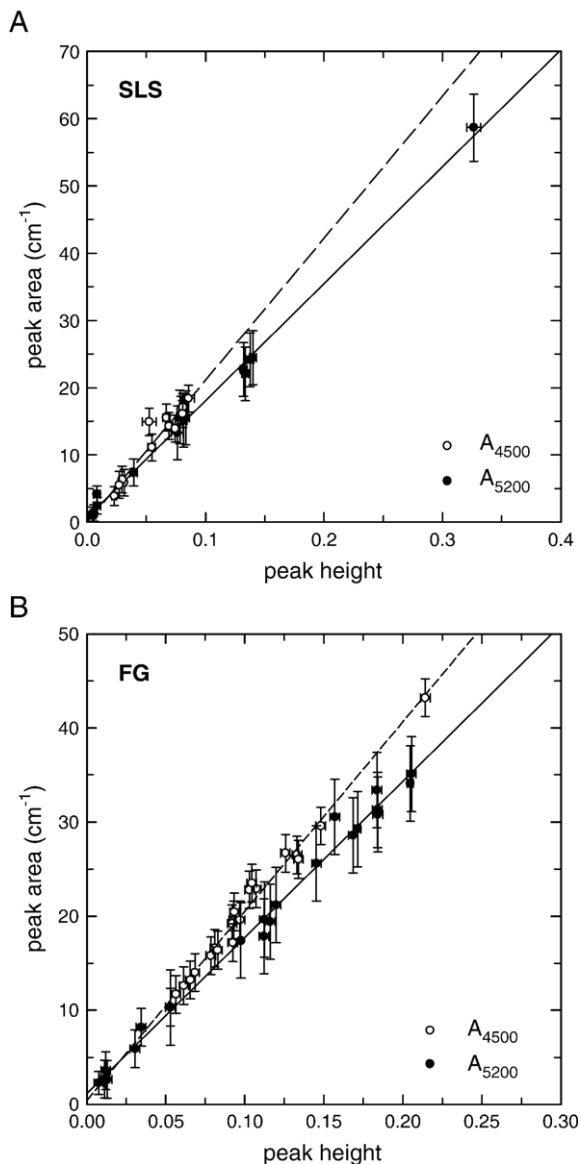 A
SLS
70
60
50
40
30
20
10
0
peak area (cm⁻¹)
A₄₅₀₀
A₅₂₀₀
0.0 0.1 0.2 0.3 0.4
peak height
B
FG
50
40
30
20
10
0
peak area (cm⁻¹)
A₄₅₀₀
A₅₂₀₀
0.00 0.05 0.10 0.15 0.20 0.25 0.30
peak height